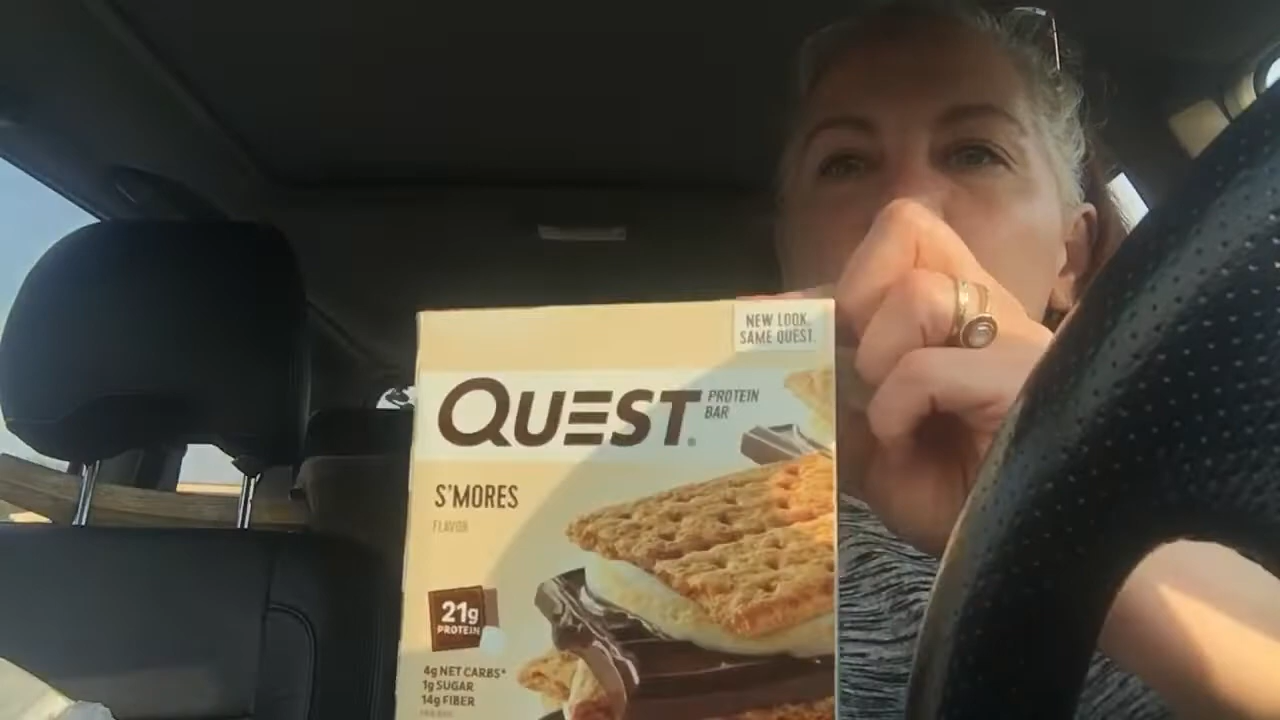 NEW LOOK.
SAME QUEST.
QUEST PROTEIN
BAR
S'MORES
FLAVOR
21g
PROTEIN
4g NET CARBS*
1g SUGAR
14g FIBER